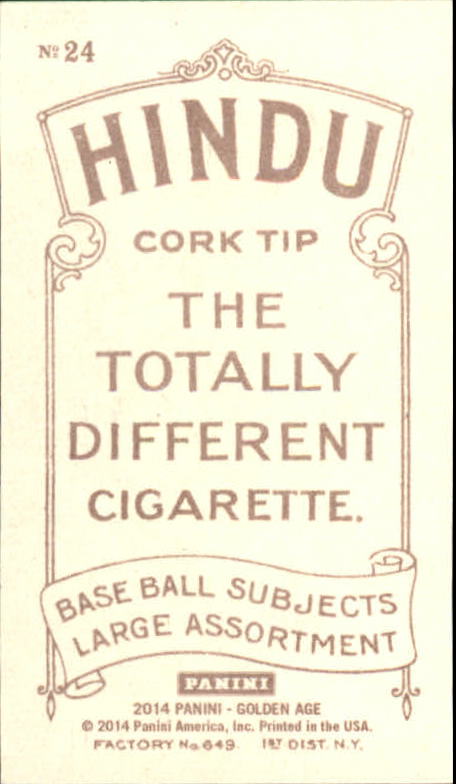 Nº 24
HINDU
CORK TIP
THE
TOTALLY
DIFFERENT
CIGARETTE.
BASE BALL SUBJECTS
LARGE ASSORTMENT
PANINI
2014 PANINI - GOLDEN AGE
© 2014 Panini America, Inc. Printed in the USA.
FACTORY No 649. 1ST DIST. N.Y.